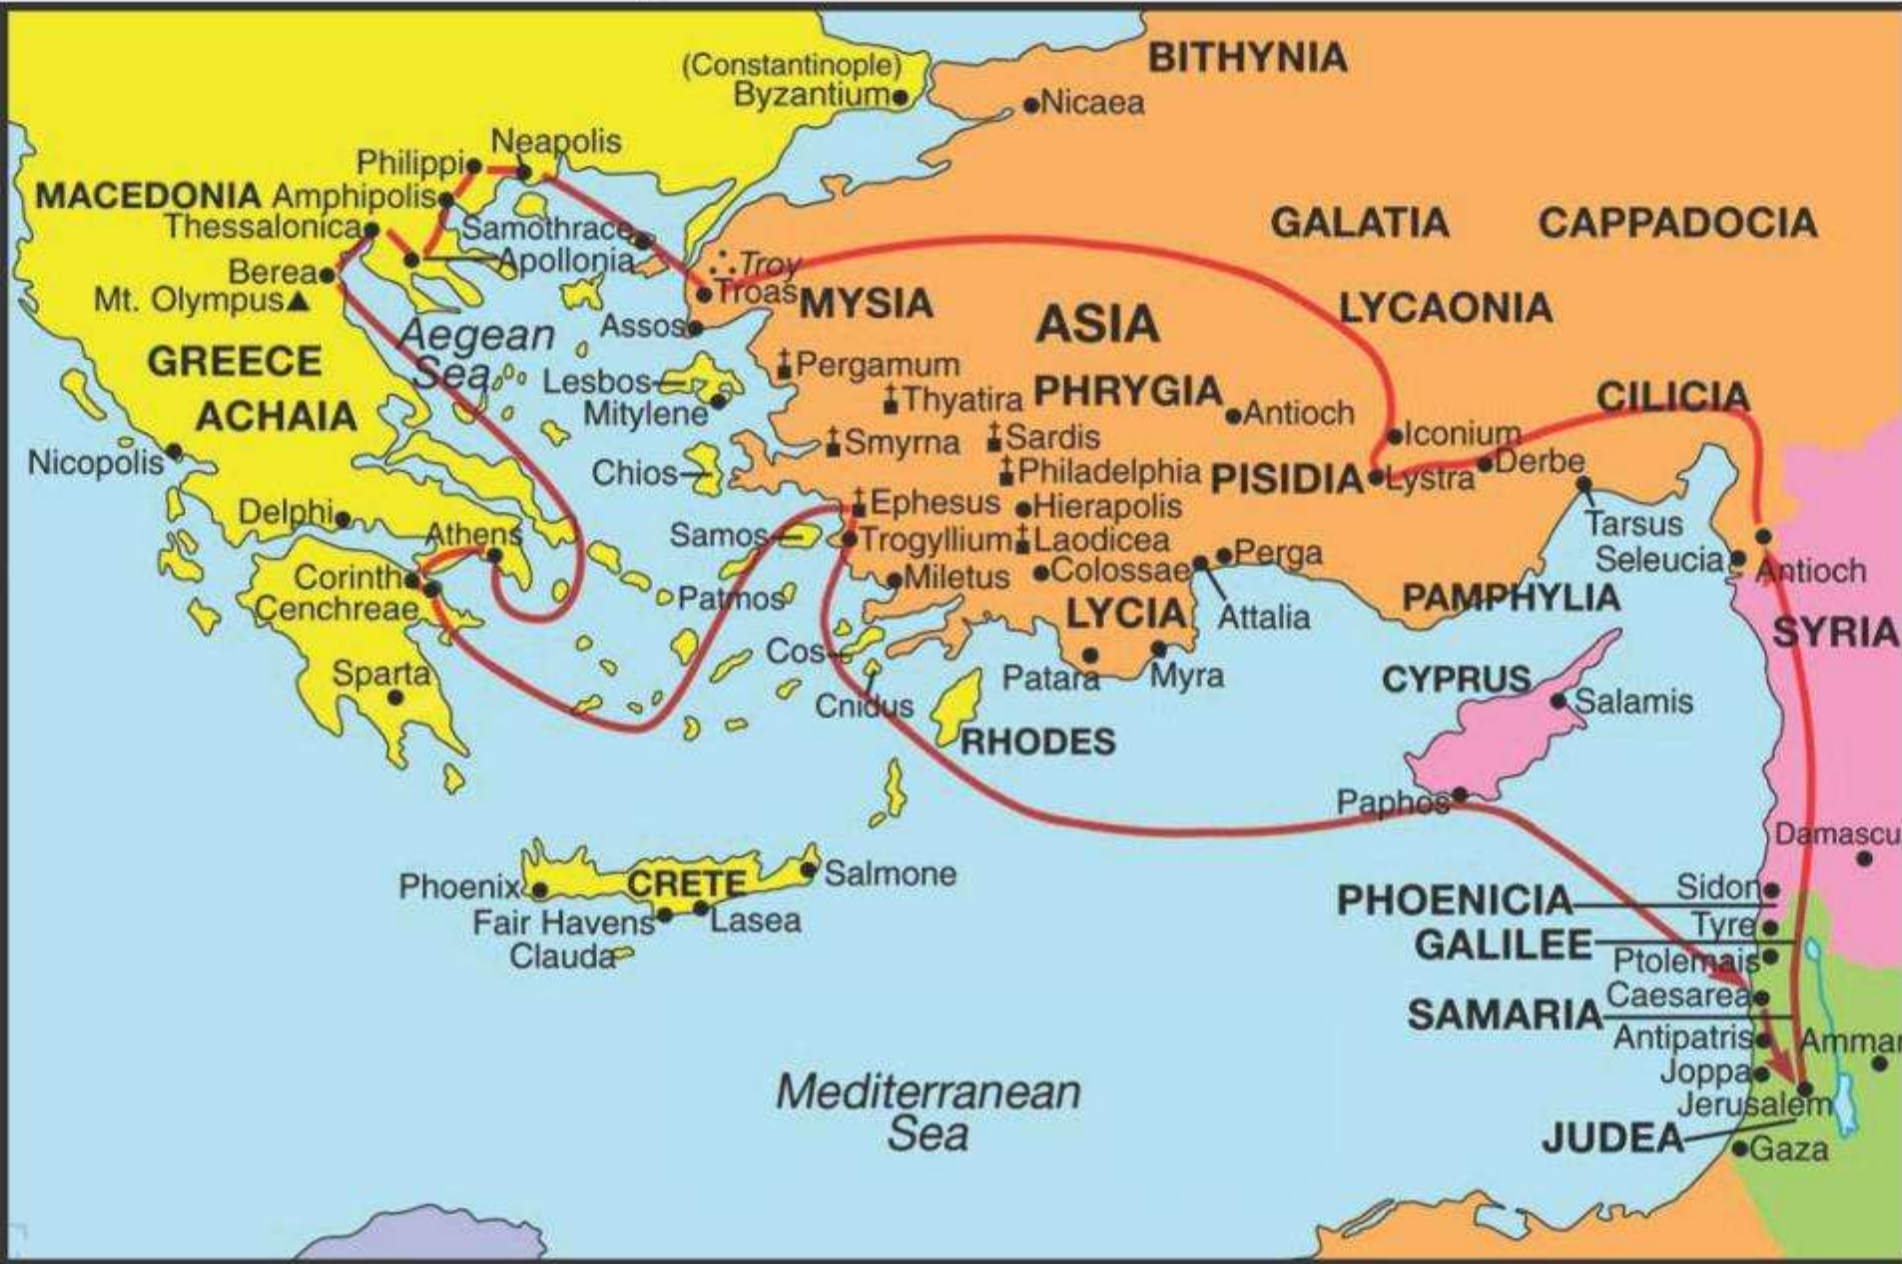 BITHYNIA
(Constantinople)
Byzantium
Nicaea
Neapolis
Philippi
MACEDONIA
Amphipolis
Thessalonica
Samothrace
Apollonia
GALATIA
CAPPADOCIA
Berea
Mt. Olympus
Troy
Troas
MYSIA
LYCAONIA
Aegean
Sea
Assos
ASIA
GREECE
Pergamum
Lesbos
Mitylene
Thyatira
PHRYGIA
Antioch
CILICIA
ACHAIA
Nicopolis
Smyrna
Sardis
Iconium
Chios
Philadelphia
PISIDIA
Lystra
Derbe
Delphi
Ephesus
Hierapolis
Tarsus
Athens
Samos
Trogyllium
Laodicea
Perga
Seleucia
Antioch
Corinth
Cenchreae
Miletus
Colossae
Patmos
LYCIA
Attalia
PAMPHYLIA
SYRIA
Sparta
Cos
Cnidus
Patara
Myra
CYPRUS
Salamis
RHODES
Paphos
Damascu
Phoenix
CRETE
Salmone
Fair Havens
Lasea
Clauda
PHOENICIA
Sidon
Tyre
GALILEE
Ptolemais
Caesarea
SAMARIA
Antipatris
Ammar
Joppa
Jerusalem
JUDEA
Gaza
Mediterranean
Sea